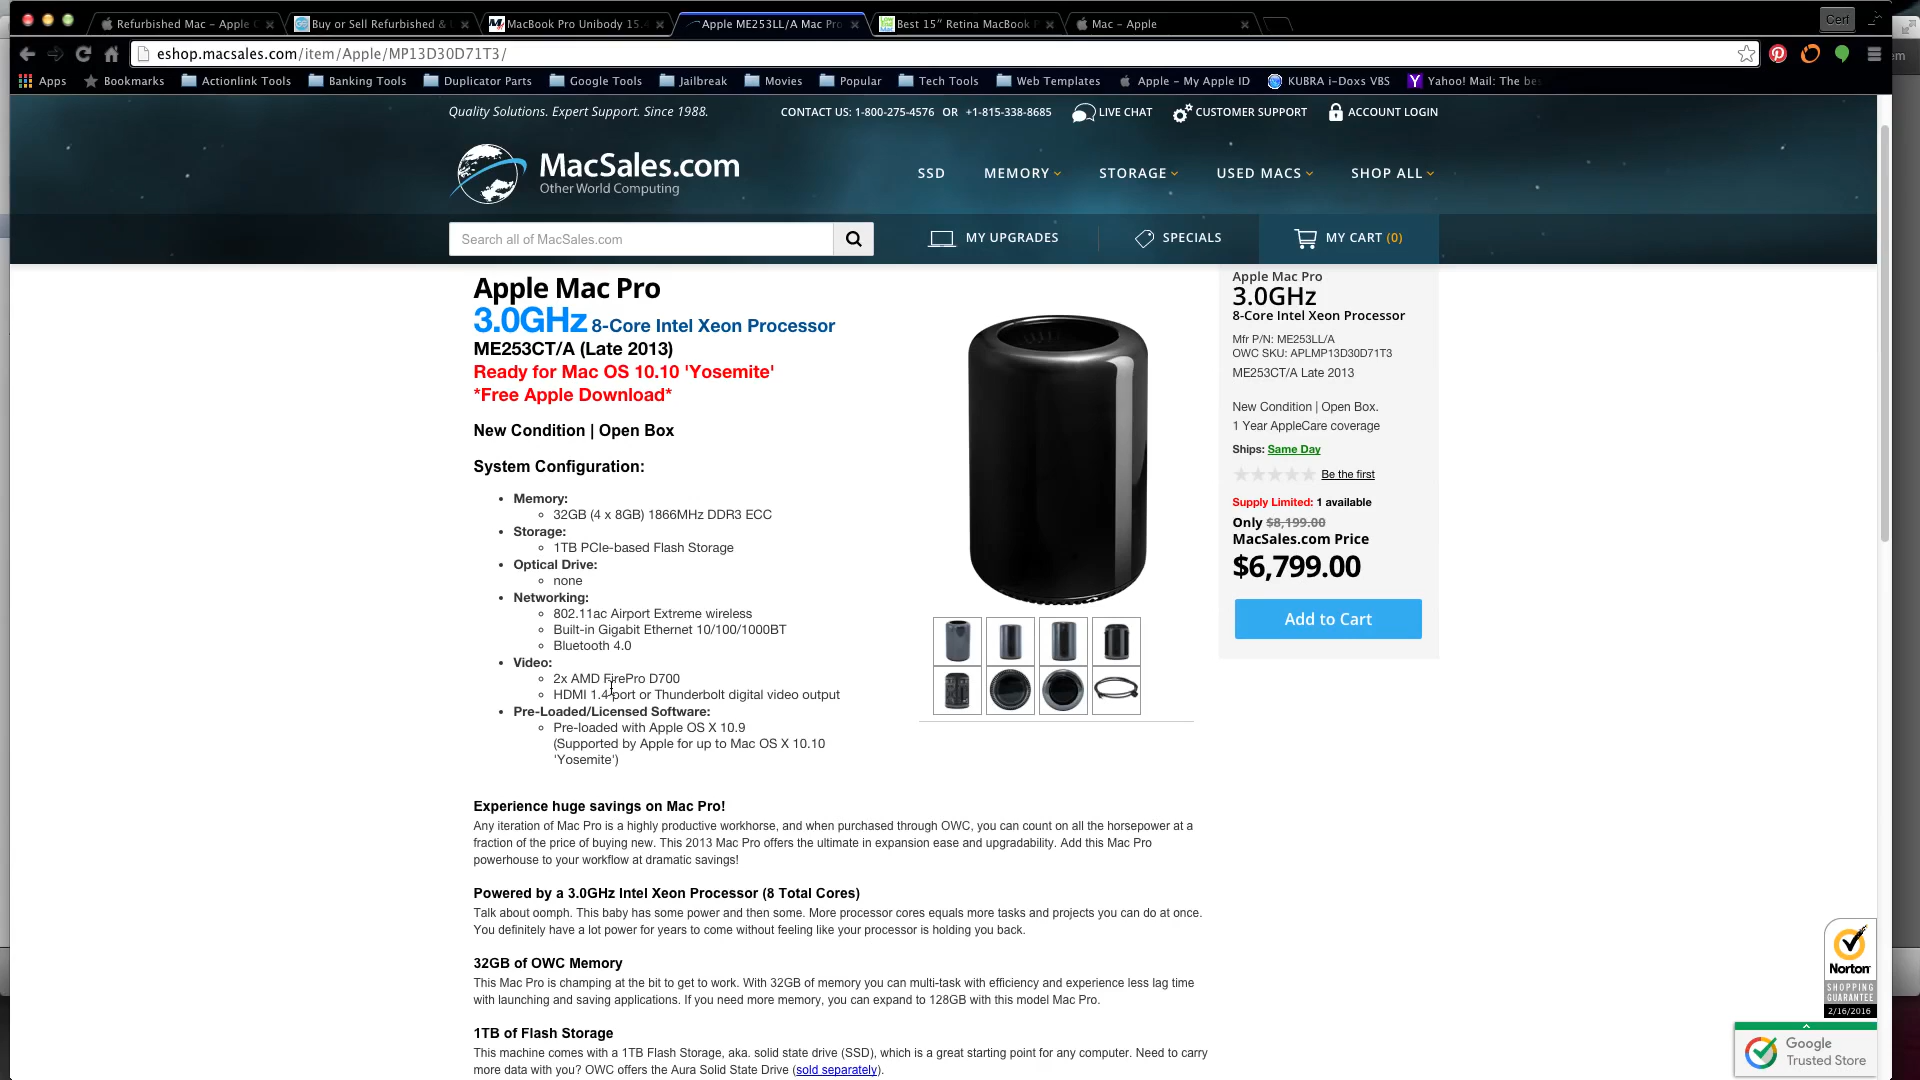 Refurbished Mac – Apple
Buy or Sell Refurbished &
MacBook Pro Unibody 15.
Apple ME253LL/A Mac Pro
Best 15" Retina MacBook
Mac – Apple
Cerf
eshop.macsales.com/item/Apple/MP13D30D71T3/
Apps
Bookmarks
Actionlink Tools
Banking Tools
Duplicator Parts
Google Tools
Jailbreak
Movies
Popular
Tech Tools
Web Templates
Apple – My Apple ID
KUBRA i-Doxs VBS
Yahoo! Mail: The be
Quality Solutions. Expert Support. Since 1988.
CONTACT US: 1-800-275-4576 OR +1-815-338-8685
LIVE CHAT
CUSTOMER SUPPORT
ACCOUNT LOGIN
MacSales.com
Other World Computing
SSD
MEMORY
STORAGE
USED MACS
SHOP ALL
Search all of MacSales.com
MY UPGRADES
SPECIALS
MY CART (0)
Apple Mac Pro
3.0GHz 8-Core Intel Xeon Processor
ME253CT/A (Late 2013)
Ready for Mac OS 10.10 'Yosemite'
*Free Apple Download*
New Condition | Open Box
System Configuration:
Memory:
32GB (4 x 8GB) 1866MHz DDR3 ECC
Storage:
1TB PCIe-based Flash Storage
Optical Drive:
none
Networking:
802.11ac Airport Extreme wireless
Built-in Gigabit Ethernet 10/100/1000BT
Bluetooth 4.0
Video:
2x AMD FirePro D700
HDMI 1.4 port or Thunderbolt digital video output
Pre-Loaded/Licensed Software:
Pre-loaded with Apple OS X 10.9
(Supported by Apple for up to Mac OS X 10.10
'Yosemite')
Apple Mac Pro
3.0GHz
8-Core Intel Xeon Processor
Mfr P/N: ME253LL/A
OWC SKU: APLMP13D30D71T3
ME253CT/A Late 2013
New Condition | Open Box.
1 Year AppleCare coverage
Ships: Same Day
Be the first
Supply Limited: 1 available
Only $8,199.00
MacSales.com Price
$6,799.00
Add to Cart
Experience huge savings on Mac Pro!
Any iteration of Mac Pro is a highly productive workhorse, and when purchased through OWC, you can count on all the horsepower at a
fraction of the price of buying new. This 2013 Mac Pro offers the ultimate in expansion ease and upgradability. Add this Mac Pro
powerhouse to your workflow at dramatic savings!
Powered by a 3.0GHz Intel Xeon Processor (8 Total Cores)
Talk about oomph. This baby has some power and then some. More processor cores equals more tasks and projects you can do at once.
You definitely have a lot power for years to come without feeling like your processor is holding you back.
32GB of OWC Memory
This Mac Pro is champing at the bit to get to work. With 32GB of memory you can multi-task with efficiency and experience less lag time
with launching and saving applications. If you need more memory, you can expand to 128GB with this model Mac Pro.
1TB of Flash Storage
This machine comes with a 1TB Flash Storage, aka. solid state drive (SSD), which is a great starting point for any computer. Need to carry
more data with you? OWC offers the Aura Solid State Drive (sold separately).
Norton
SHOPPING
GUARANTEE
2/16/2016
Google
Trusted Store